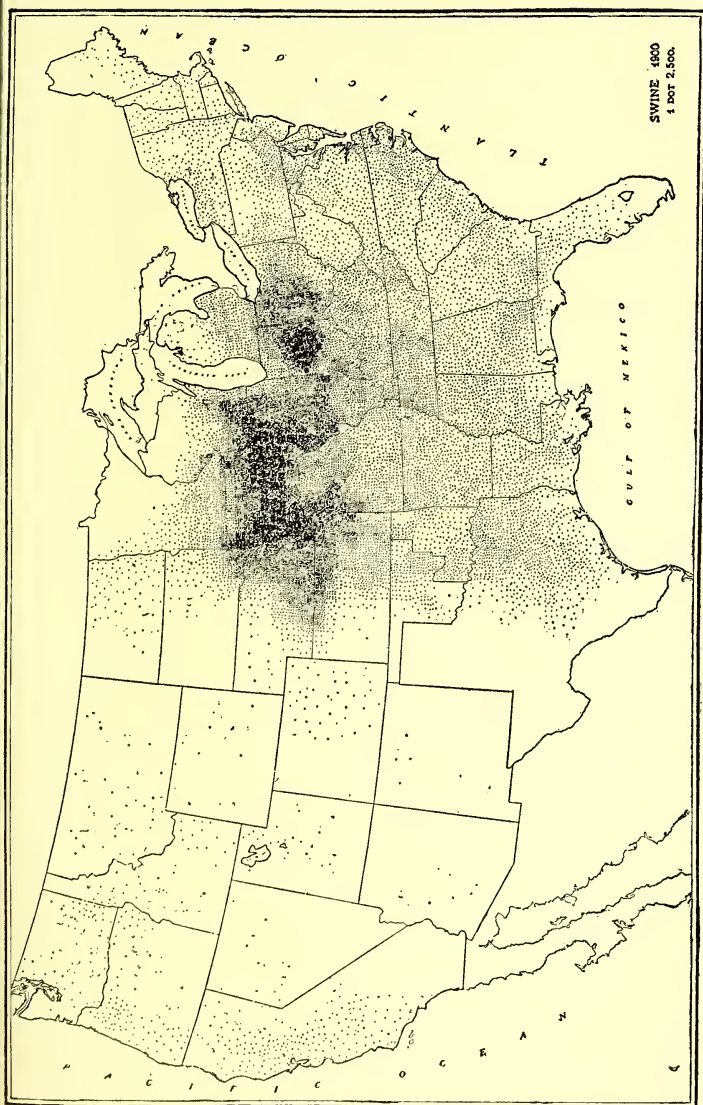 SWINE 1900
1 DOT 2,500.
ATLANTIC OCEAN
GULF OF MEXICO
PACIFIC OCEAN